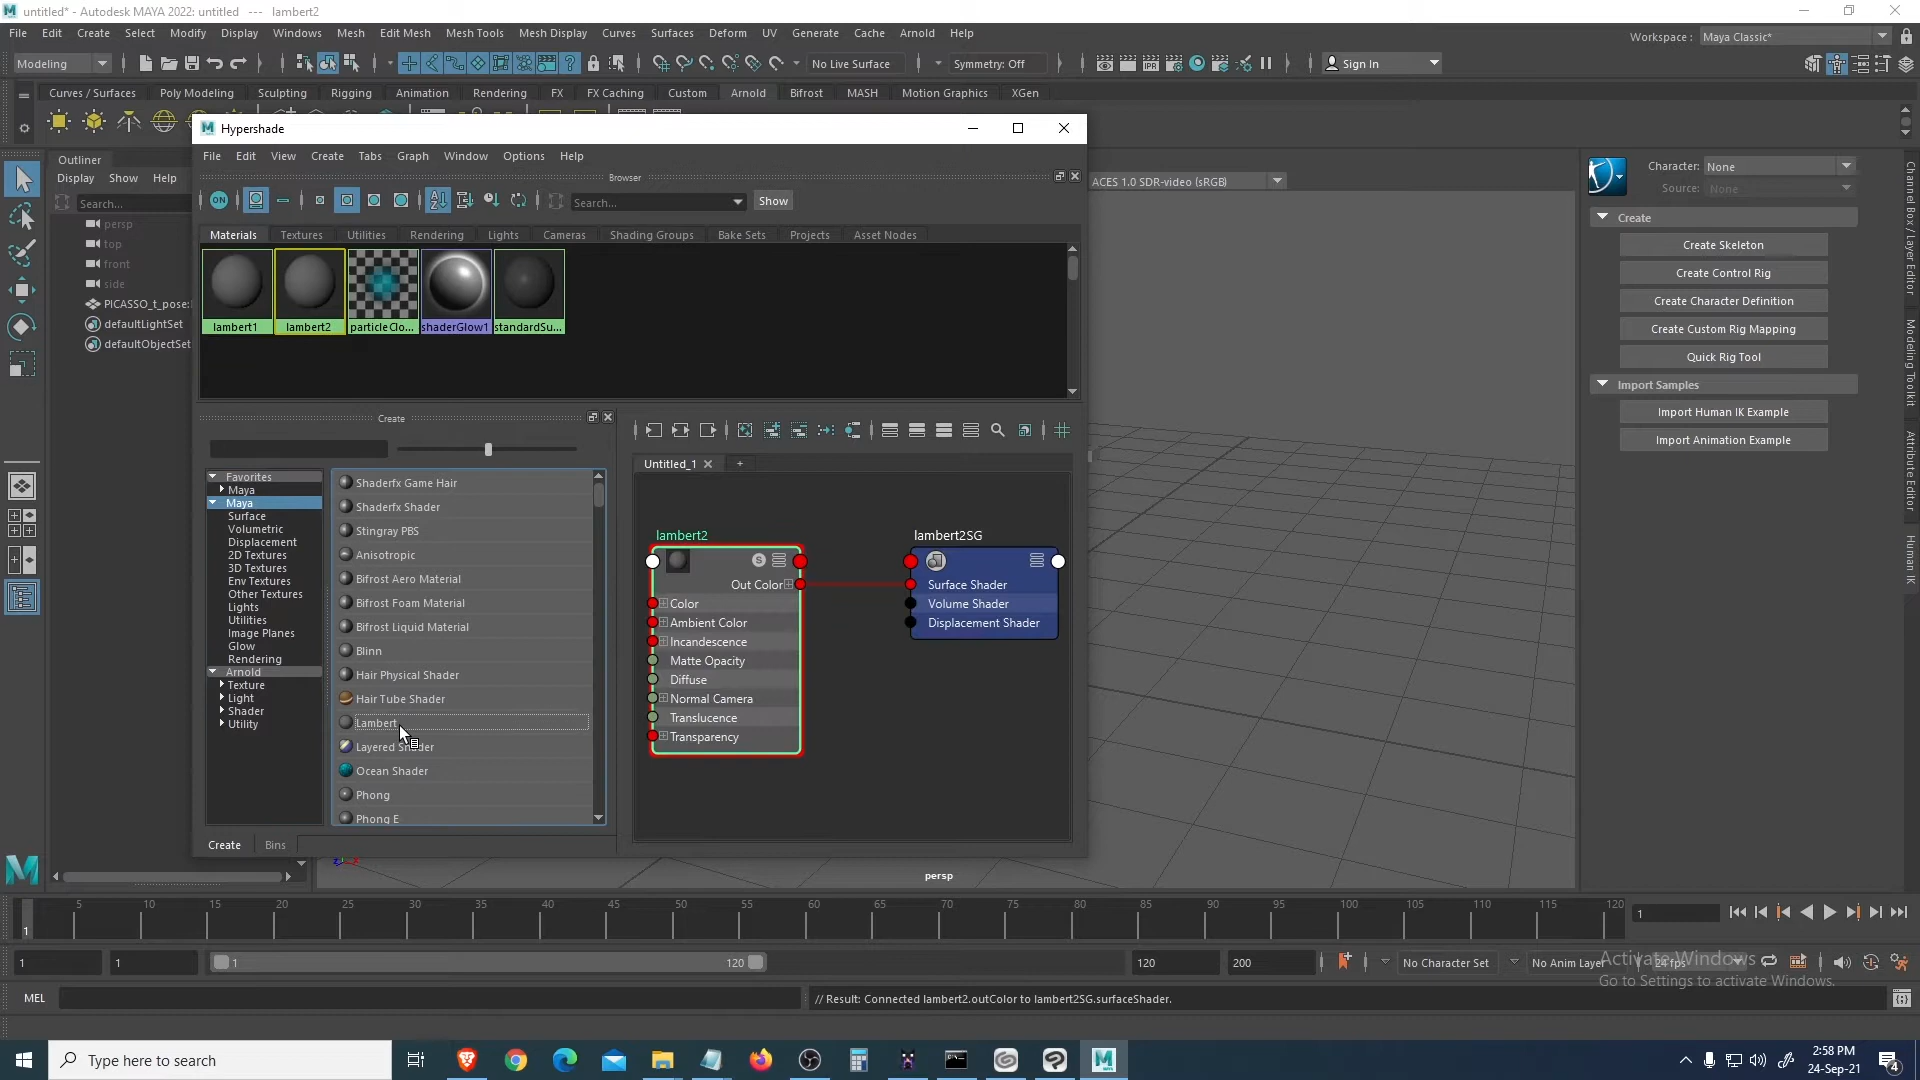 untitled* - Autodesk MAYA 2022: untitled --- lambert2
File Edit Create Select Modify Display Windows Mesh Edit Mesh Mesh Tools Mesh Display Curves Surfaces Deform UV Generate Cache Arnold Help
Workspace : Maya Classic*
Modeling No Live Surface Symmetry: Off Sign In
Curves / Surfaces Poly Modeling Sculpting Rigging Animation Rendering FX FX Caching Custom Arnold Bifrost MASH Motion Graphics XGen
Hypershade
File Edit View Create Tabs Graph Window Options Help
Browser
ON Search... Show
Materials Textures Utilities Rendering Lights Cameras Shading Groups Bake Sets Projects Asset Nodes
lambert1 lambert2 particleClo... shaderGlow1 standardSu...
Outliner
Display Show Help
Search...
persp
top
front
side
PICASSO_t_pose:
defaultLightSet
defaultObjectSet
ACES 1.0 SDR-video (sRGB)
Character: None
Source: None
Create
Create Skeleton
Create Control Rig
Create Character Definition
Create Custom Rig Mapping
Quick Rig Tool
Import Samples
Import Human IK Example
Import Animation Example
Channel Box / Layer Editor
Modeling Toolkit
Attribute Editor
Human IK
Create
Favorites
Maya
Maya
Surface
Volumetric
Displacement
2D Textures
3D Textures
Env Textures
Other Textures
Lights
Utilities
Image Planes
Glow
Rendering
Arnold
Texture
Light
Shader
Utility
Shaderfx Game Hair
Shaderfx Shader
Stingray PBS
Anisotropic
Bifrost Aero Material
Bifrost Foam Material
Bifrost Liquid Material
Blinn
Hair Physical Shader
Hair Tube Shader
Lambert
Layered Shader
Ocean Shader
Phong
Phong E
Create Bins
Untitled_1 +
lambert2
S
Out Color
Color
Ambient Color
Incandescence
Matte Opacity
Diffuse
Normal Camera
Translucence
Transparency
lambert2SG
Surface Shader
Volume Shader
Displacement Shader
persp
5 10 15 20 25 30 35 40 45 50 55 60 65 70 75 80 85 90 95 100 105 110 115 120
1
1
1 1 1 120 120 200 No Character Set No Anim Layer 24 fps
Activate Windows
Go to Settings to activate Windows.
MEL // Result: Connected lambert2.outColor to lambert2SG.surfaceShader.
Type here to search
2:58 PM
24-Sep-21
4